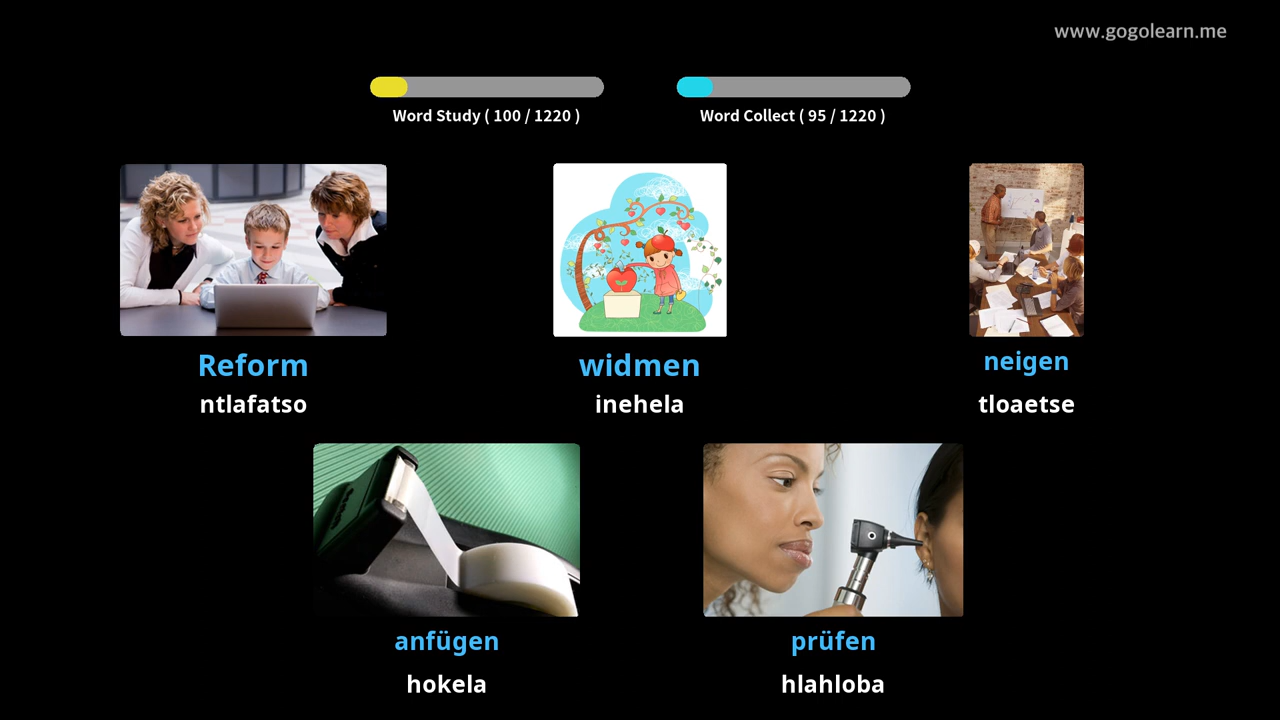 www.gogolearn.me
Word Study ( 100 / 1220 )
Word Collect ( 95 / 1220 )
Reform
ntlafatso
widmen
inehela
neigen
tloaetse
anfügen
hokela
prüfen
hlahloba